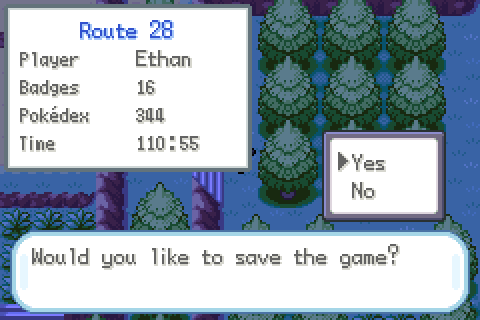 Route 28
Player Ethan
Badges 16
Pokédex 344
Time 110:55
Yes
No
Would you like to save the game?